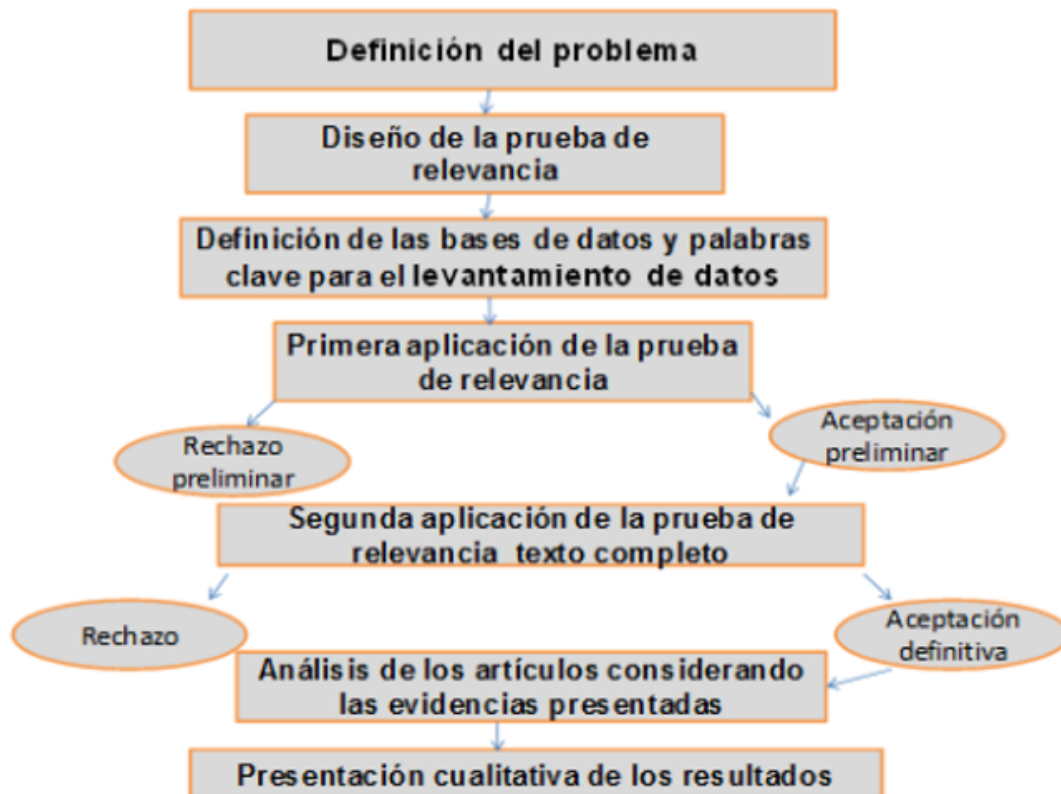 Definición del problema
Diseño de la prueba de
relevancia
Definición de las bases de datos y palabras
clave para el levantamiento de datos
Primera aplicación de la prueba
de relevancia
Rechazo
preliminar
Aceptación
preliminar
Segunda aplicación de la prueba de
relevancia texto completo
Rechazo
Aceptación
definitiva
Análisis de los artículos considerando
las evidencias presentadas
Presentación cualitativa de los resultados